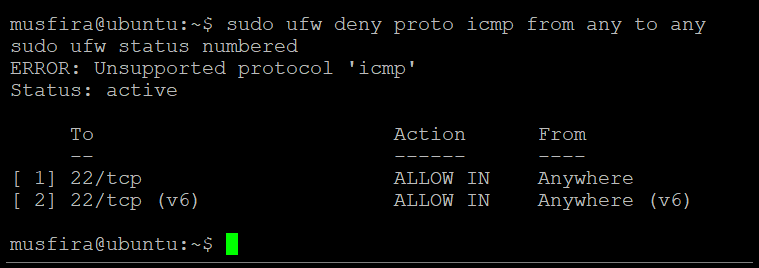 musfira@ubuntu:~$ sudo ufw deny proto icmp from any to any
sudo ufw status numbered
ERROR: Unsupported protocol 'icmp'
Status: active
     To                         Action      From
     --                         ------      ----
[ 1] 22/tcp                     ALLOW IN    Anywhere
[ 2] 22/tcp (v6)                ALLOW IN    Anywhere (v6)
musfira@ubuntu:~$